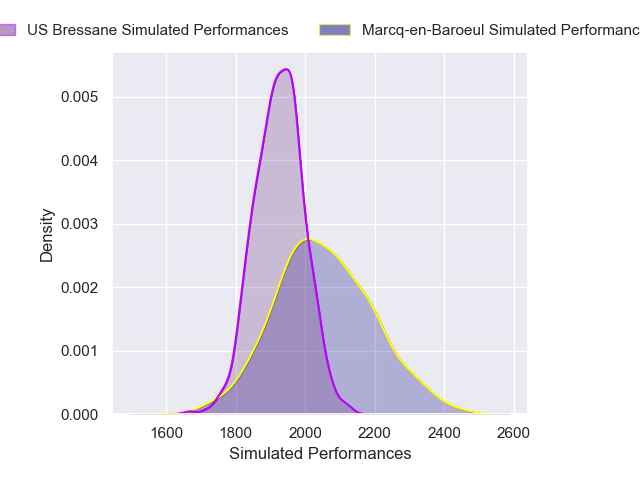 US Bressane Simulated Performances Marcq-en-Baroeul Simulated Performanc
0.005
0.004
0.003
0.002
0.001
0.000
Density
1600 1800 2000 2200 2400 2600
Simulated Performances